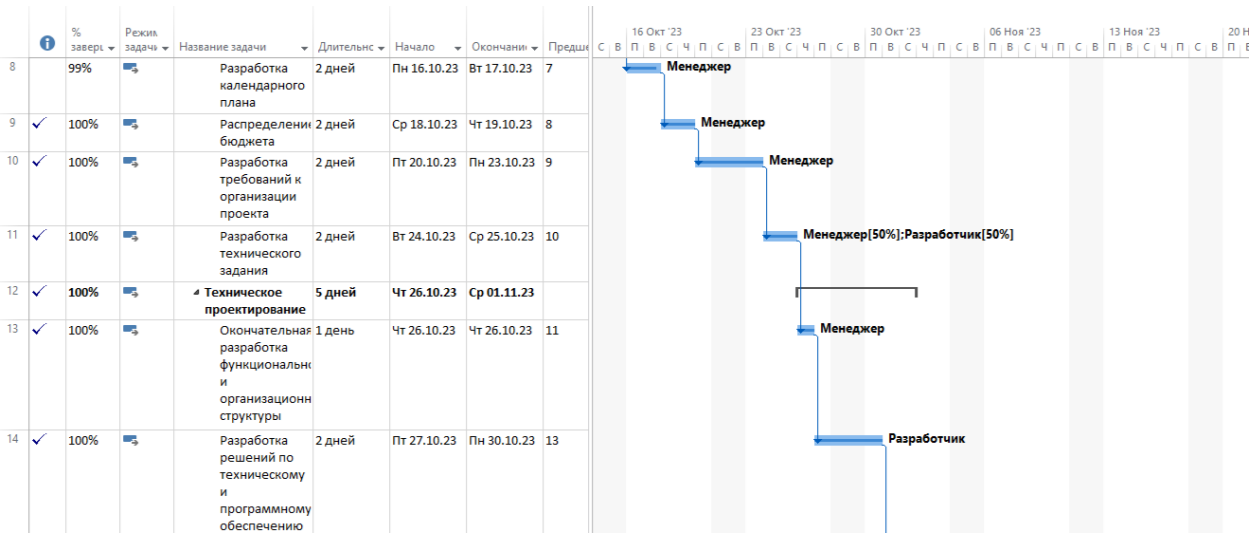 %
заверı
Режим
задачı
Название задачи
Длительнс
Начало
Окончани
Предше
16 Окт '23
23 Окт '23
30 Окт '23
06 Ноя '23
13 Ноя '23
20 Н
С В П В С Ч П С В П В С Ч П С В П В С Ч П С В П В С Ч П С В П В С Ч П С В П В
8 99% Разработка 2 дней Пн 16.10.23 Вт 17.10.23 7
календарного
плана
Менеджер
9 100% Распределение 2 дней Ср 18.10.23 Чт 19.10.23 8
бюджета
Менеджер
10 100% Разработка 2 дней Пт 20.10.23 Пн 23.10.23 9
требований к
организации
проекта
Менеджер
11 100% Разработка 2 дней Вт 24.10.23 Ср 25.10.23 10
технического
задания
Менеджер[50%];Разработчик[50%]
12 100% Техническое 5 дней Чт 26.10.23 Ср 01.11.23
проектирование
13 100% Окончательная 1 день Чт 26.10.23 Чт 26.10.23 11
разработка
функционально
и
организационн
структуры
Менеджер
14 100% Разработка 2 дней Пт 27.10.23 Пн 30.10.23 13
решений по
техническому
и
программному
обеспечению
Разработчик